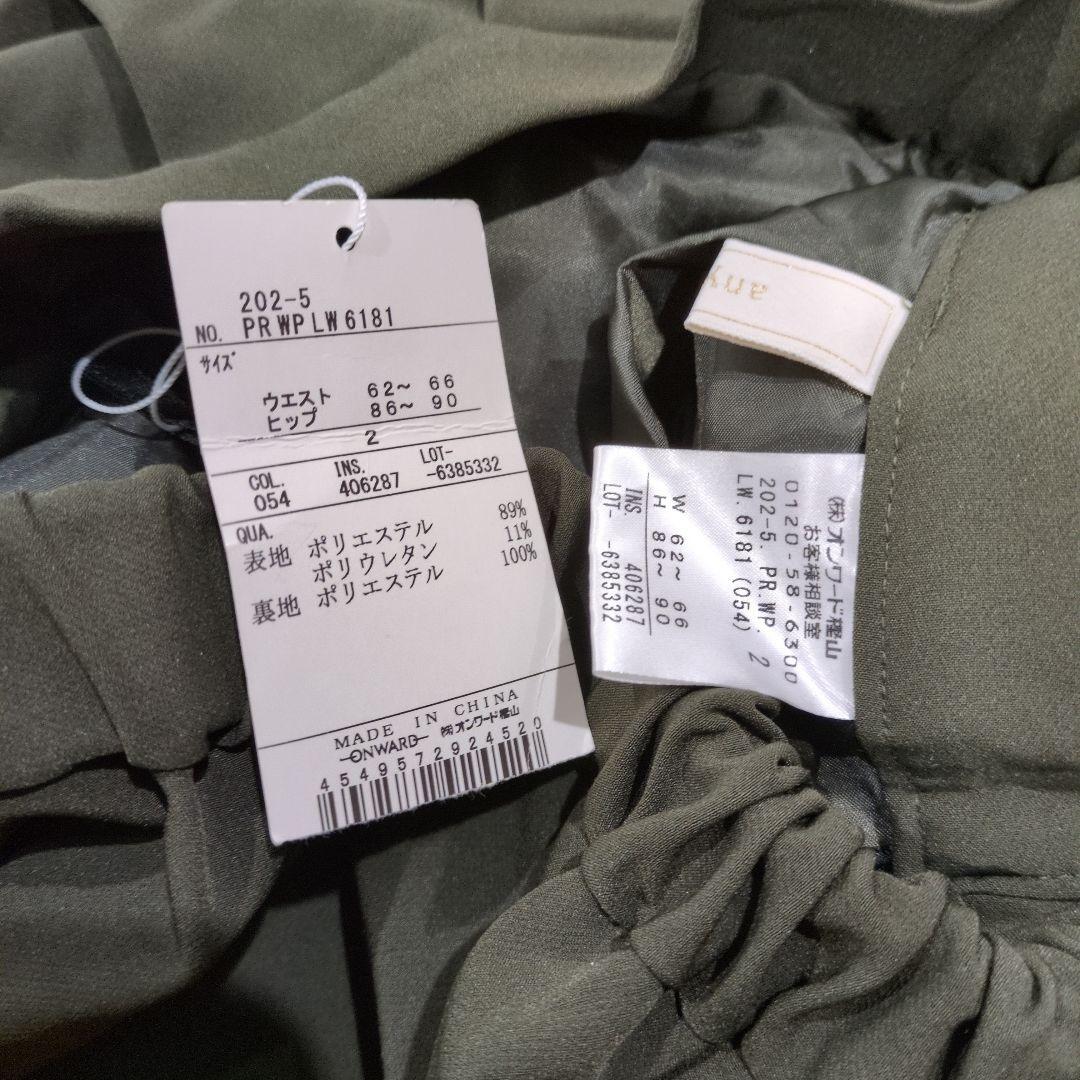 202-5
NO. PR WP LW 6181
サイズ
ウエスト 62~ 66
ヒップ 86~ 90
2
COL. INS. LOT-
054 406287 -6385332
QUA.
表地 ポリエステル 89%
ポリウレタン 11%
裏地 ポリエステル 100%
MADE IN CHINA
ONWARD ㈱オンワード樫山
4549572924520
any
㈱オンワード樫山
お客様相談室
0120-58-6300
202-5. PR.WP. 2
LW.6181 (054)
W 62~ 66
H 86~ 90
INS 406287
LOT- -6385332